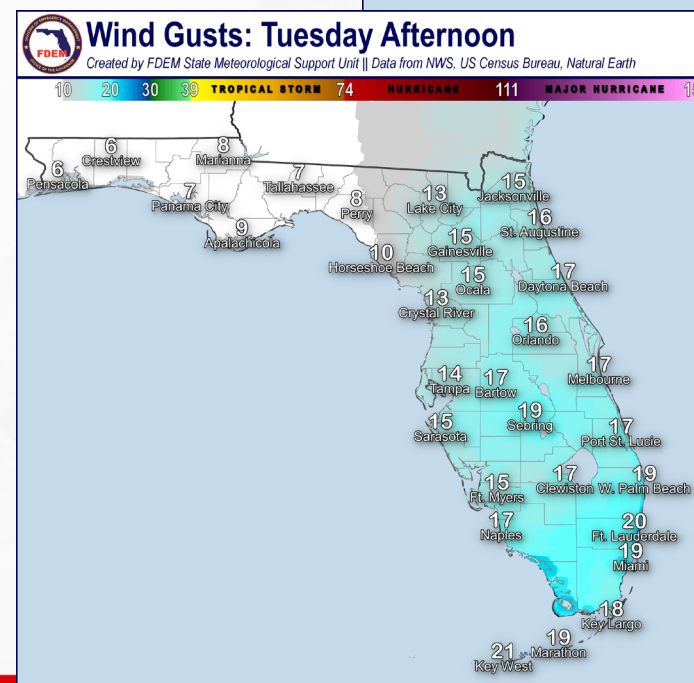 FDEM
Wind Gusts: Tuesday Afternoon
Created by FDEM State Meteorological Support Unit || Data from NWS, US Census Bureau, Natural Earth
10 20 30 39 TROPICAL STORM 74 HURRICANE 111 MAJOR HURRICANE
6
Crestview
8
Marianna
6
Pensacola
7
Tallahassee
7
Panama City
8
Perry
9
Apalachicola
13
Lake City
15
Jacksonville
16
St. Augustine
10
Horseshoe Beach
15
Gainesville
15
Ocala
17
Daytona Beach
13
Crystal River
16
Orlando
14
Tampa
17
Bartow
17
Melbourne
19
Sebring
15
Sarasota
17
Port St. Lucie
15
Ft. Myers
17
Clewiston
19
W. Palm Beach
17
Naples
20
Ft. Lauderdale
19
Miami
18
Key Largo
19
Marathon
21
Key West